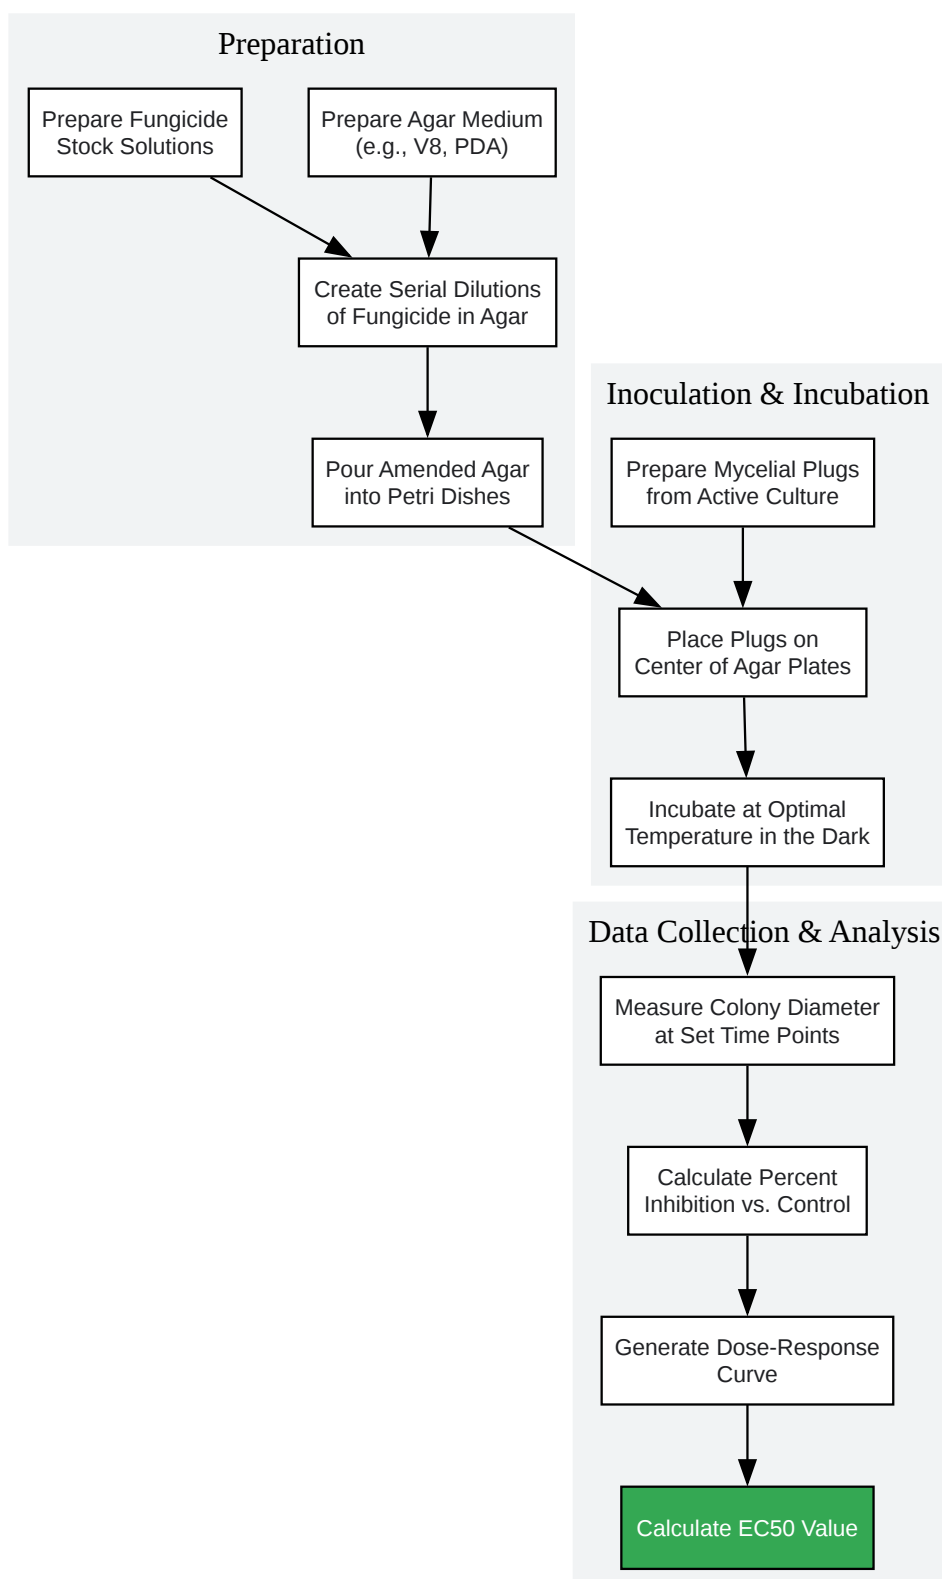 Preparation
Prepare Fungicide
Stock Solutions
Prepare Agar Medium
(e.g., V8, PDA)
Create Serial Dilutions
of Fungicide in Agar
Pour Amended Agar
into Petri Dishes
Inoculation & Incubation
Prepare Mycelial Plugs
from Active Culture
Place Plugs on
Center of Agar Plates
Incubate at Optimal
Temperature in the Dark
Data Collection & Analysis
Measure Colony Diameter
at Set Time Points
Calculate Percent
Inhibition vs. Control
Generate Dose-Response
Curve
Calculate EC50 Value